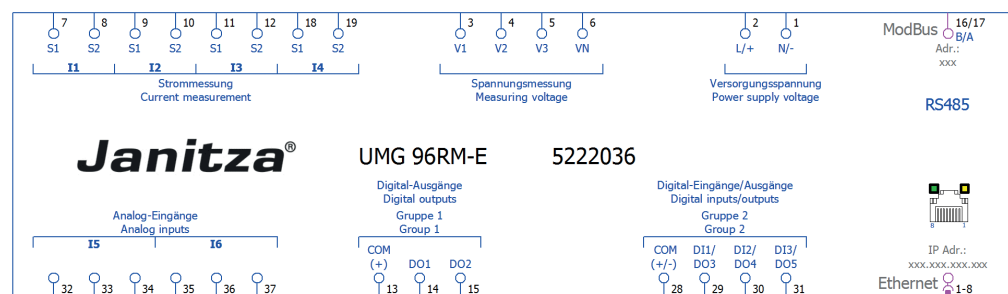 7 8 9 10 11 12 18 19 3 4 5 6 2 1 16/17
S1 S2 S1 S2 S1 S2 S1 S2 V1 V2 V3 VN L/+ N/- ModBus B/A
Adr.:
xxx
I1 I2 I3 I4
Strommessung Spannungsmessung Versorgungsspannung
Current measurement Measuring voltage Power supply voltage
RS485
Janitza® UMG 96RM-E 5222036
Digital-Ausgänge Digital-Eingänge/Ausgänge
Digital outputs Digital inputs/outputs
Analog-Eingänge Gruppe 1 Gruppe 2
Analog inputs Group 1 Group 2
8 1
I5 I6
COM COM DI1/ DI2/ DI3/ IP Adr.:
(+) DO1 DO2 (+/-) DO3 DO4 DO5 xxx.xxx.xxx.xxx
Ethernet
32 33 34 35 36 37 13 14 15 28 29 30 31 1-8